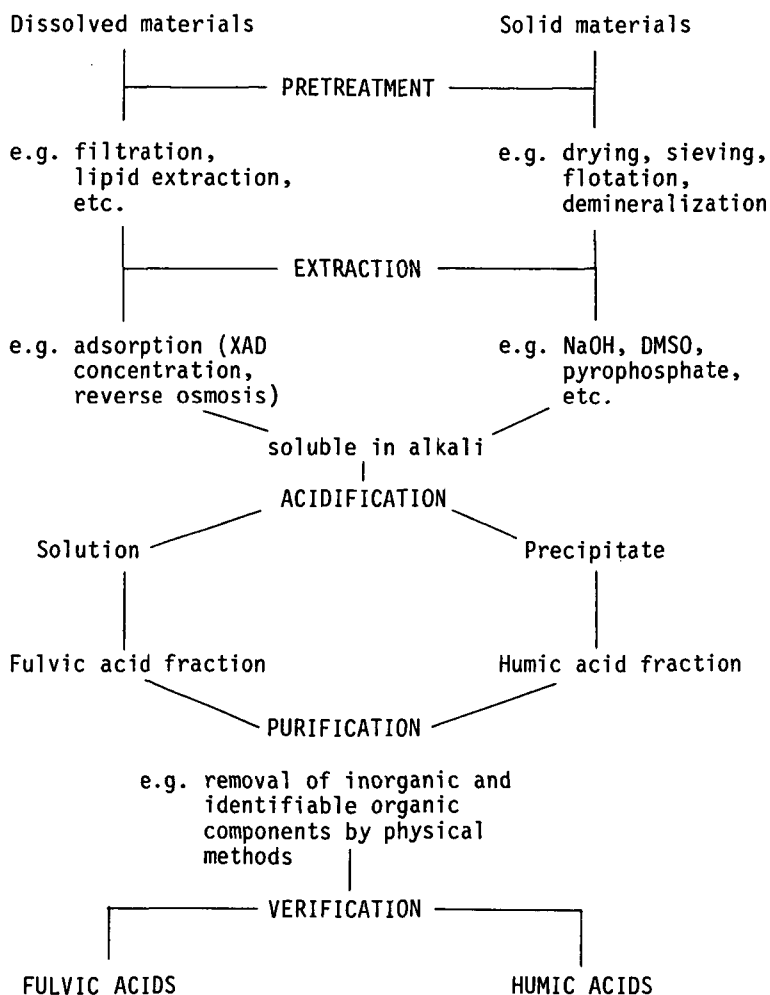 Dissolved materials
Solid materials
PRETREATMENT
e.g. filtration,
lipid extraction,
etc.
e.g. drying, sieving,
flotation,
demineralization
EXTRACTION
e.g. adsorption (XAD
concentration,
reverse osmosis)
e.g. NaOH, DMSO,
pyrophosphate,
etc.
soluble in alkali
ACIDIFICATION
Solution
Precipitate
Fulvic acid fraction
Humic acid fraction
PURIFICATION
e.g. removal of inorganic and
identifiable organic
components by physical
methods
VERIFICATION
FULVIC ACIDS
HUMIC ACIDS